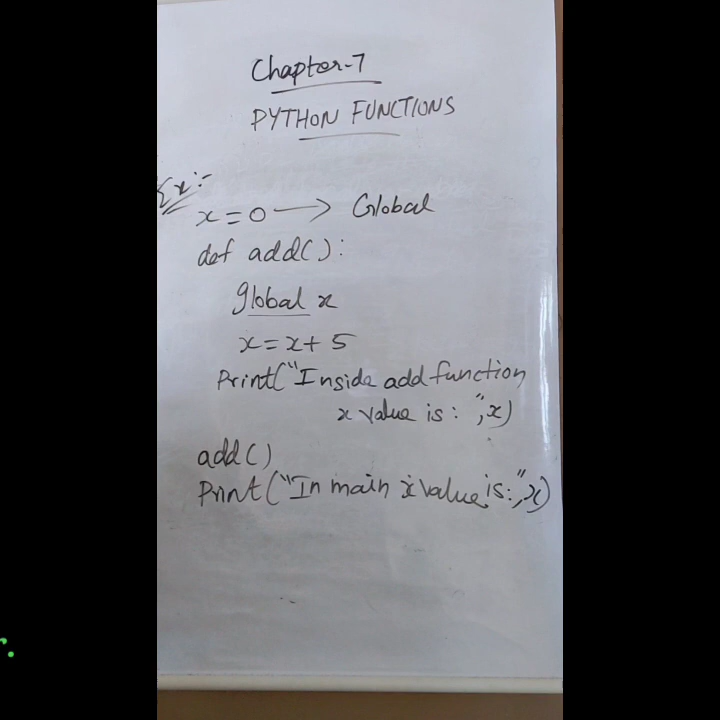 Chapter-7
PYTHON FUNCTIONS
Ex:-
x=0 → Global
def add():
global x
x=x+5
Print("Inside add function
x value is: ",x)
add()
Print("In main x value is:",x)